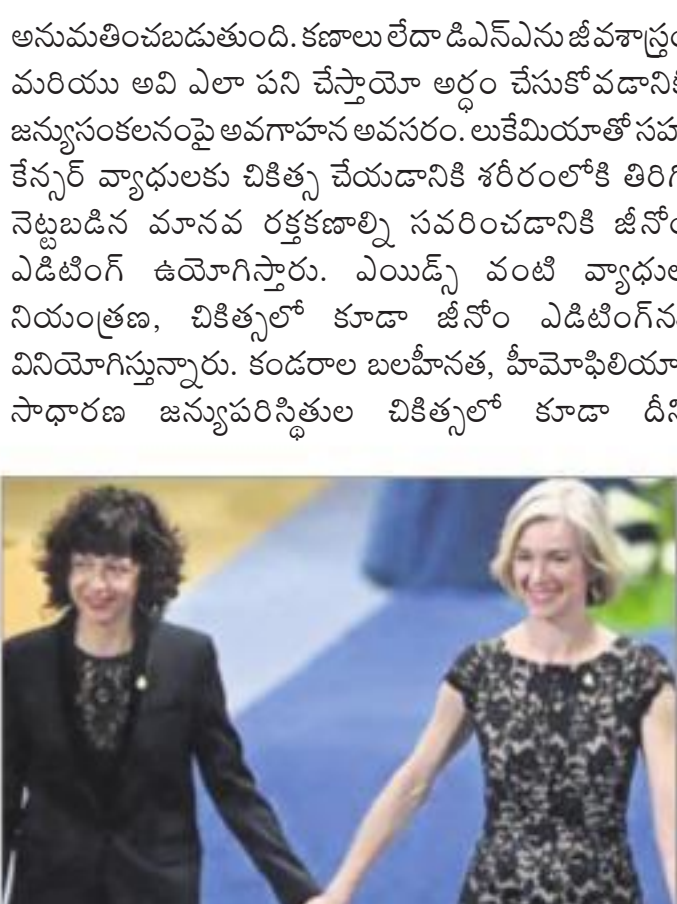 అనుమతించబడుతుంది. కణాలు లేదా డిఎన్ఎను జీవశాస్త్రం
మరియు అవి ఎలా పని చేస్తాయో అర్ధం చేసుకోవడానికి
జన్యుసంకలనంపై అవగాహన అవసరం. లుకేమియాతో సహ
కేన్సర్ వ్యాధులకు చికిత్స చేయడానికి శరీరంలోకి తిరిగి
నెట్టబడిన మానవ రక్తకణాల్ని సవరించడానికి జీనోం
ఎడిటింగ్ ఉయోగిస్తారు. ఎయిడ్స్ వంటి వ్యాధుల
నియంత్రణ, చికిత్సలో కూడా జీనోం ఎడిటింగ్‌ను
వినియోగిస్తున్నారు. కండరాల బలహీనత, హీమోఫిలియా
సాధారణ జన్యుపరిస్థితుల చికిత్సలో కూడా దీని